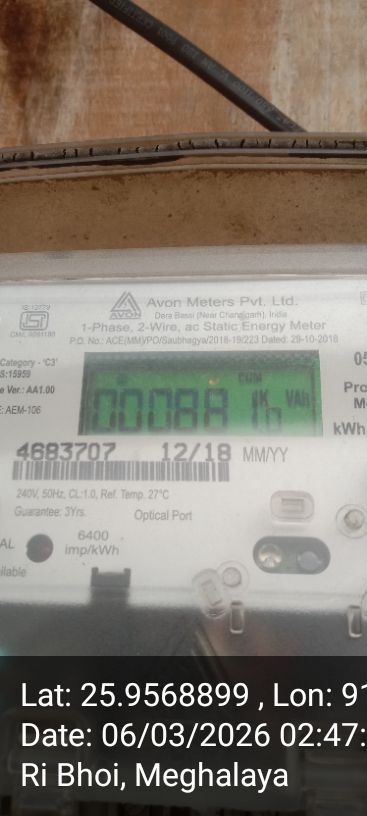 IS:13779
ISI
AVON
Avon Meters Pvt. Ltd.
Dera Bassi (Near Chandigarh), India
1-Phase, 2-Wire, ac Static Energy Meter
P.O. No.: ACE(MM)/PO/Saubhagya/2018-19/223 Dated: 29-10-2018
Category - 'C3'
S:15959
e Ver.: AA1.00
E: AEM-106
CUM
K VAh
05
Pro
M
kWh
4683707 12/18 MM/YY
240V, 50Hz, CL:1.0, Ref. Temp. 27°C
Guarantee: 3Yrs.
Optical Port
AL
6400
imp/kWh
ailable
Lat: 25.9568899 , Lon: 91
Date: 06/03/2026 02:47:
Ri Bhoi, Meghalaya